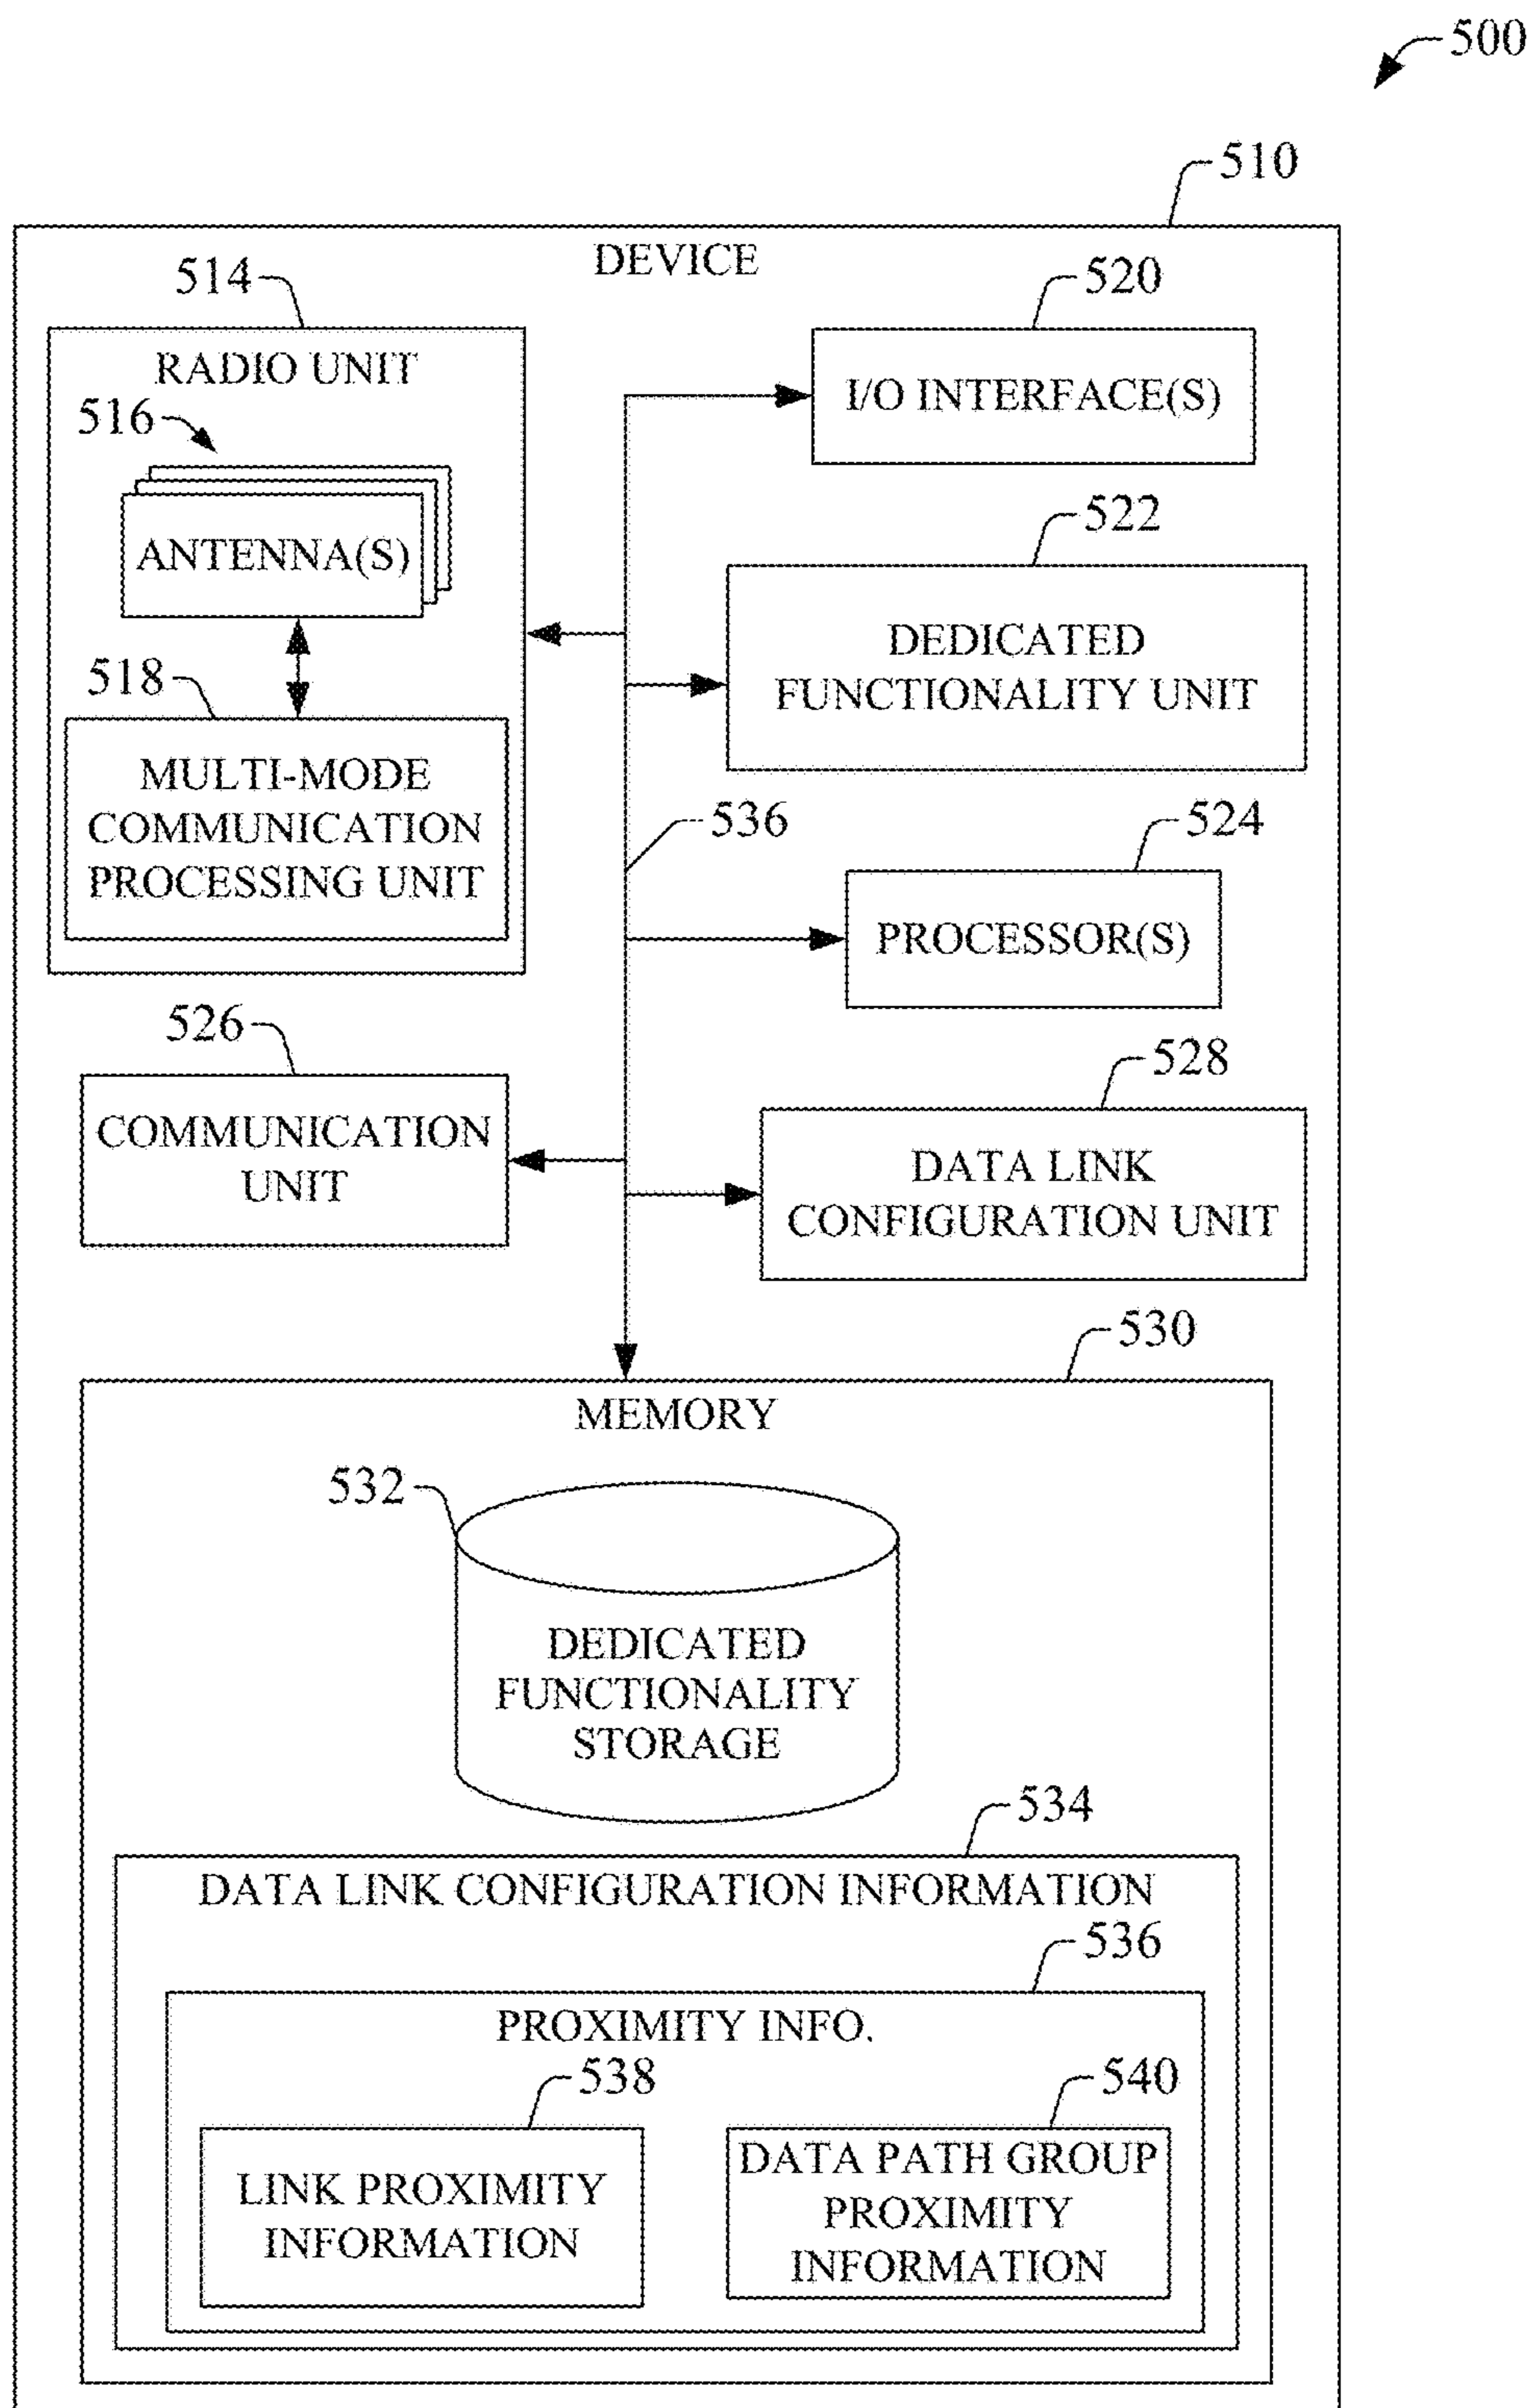 500
510
DEVICE
514
520
RADIO UNIT
I/O INTERFACE(S)
516
ANTENNA(S)
522
DEDICATED
FUNCTIONALITY UNIT
518
MULTI-MODE
COMMUNICATION
PROCESSING UNIT
536
524
PROCESSOR(S)
526
COMMUNICATION
UNIT
528
DATA LINK
CONFIGURATION UNIT
530
MEMORY
532
DEDICATED
FUNCTIONALITY
STORAGE
534
DATA LINK CONFIGURATION INFORMATION
536
PROXIMITY INFO.
538
LINK PROXIMITY
INFORMATION
540
DATA PATH GROUP
PROXIMITY
INFORMATION